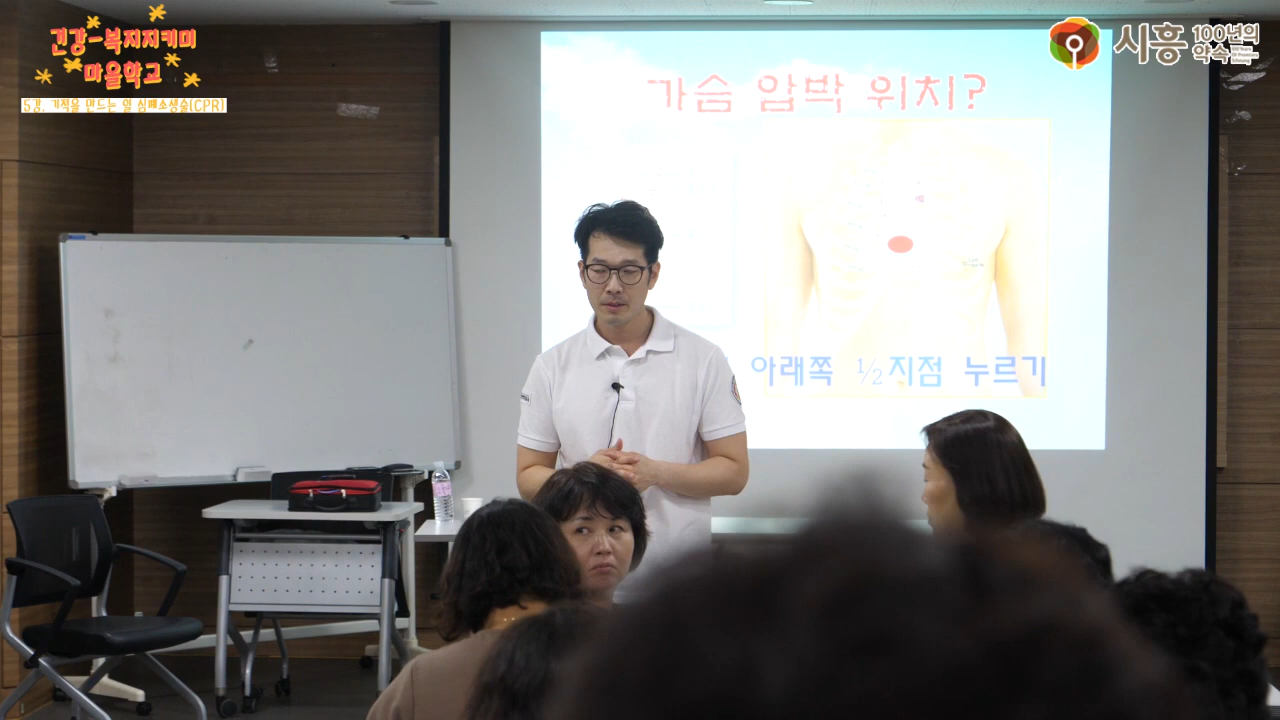 건강-복지지키미
마을학교
5강. 기적을 만드는 일 심폐소생술(CPR)
시흥
100년의
약속
가슴 압박 위치?
아래쪽 ½지점 누르기